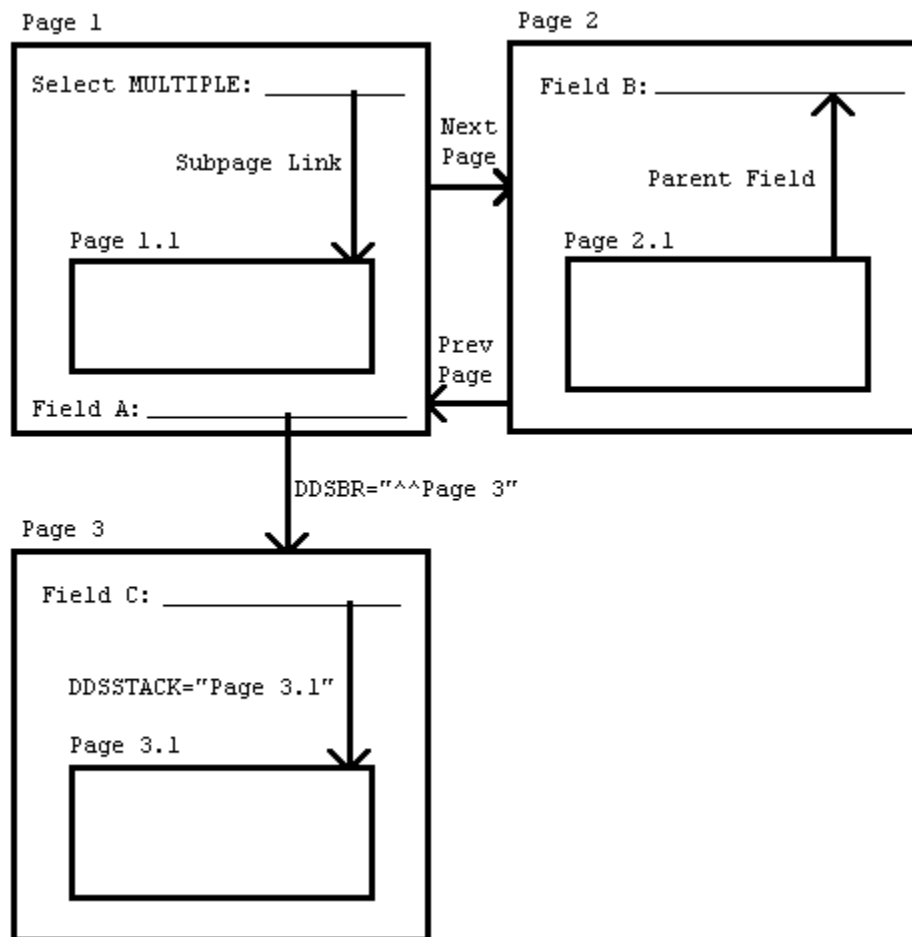 Page 1
Page 2
Select MULTIPLE:
Field B:
Next
Page
Subpage Link
Parent Field
Page 1.1
Page 2.1
Prev
Page
Field A:
DDSBR="^^Page 3"
Page 3
Field C:
DDSSTACK="Page 3.1"
Page 3.1